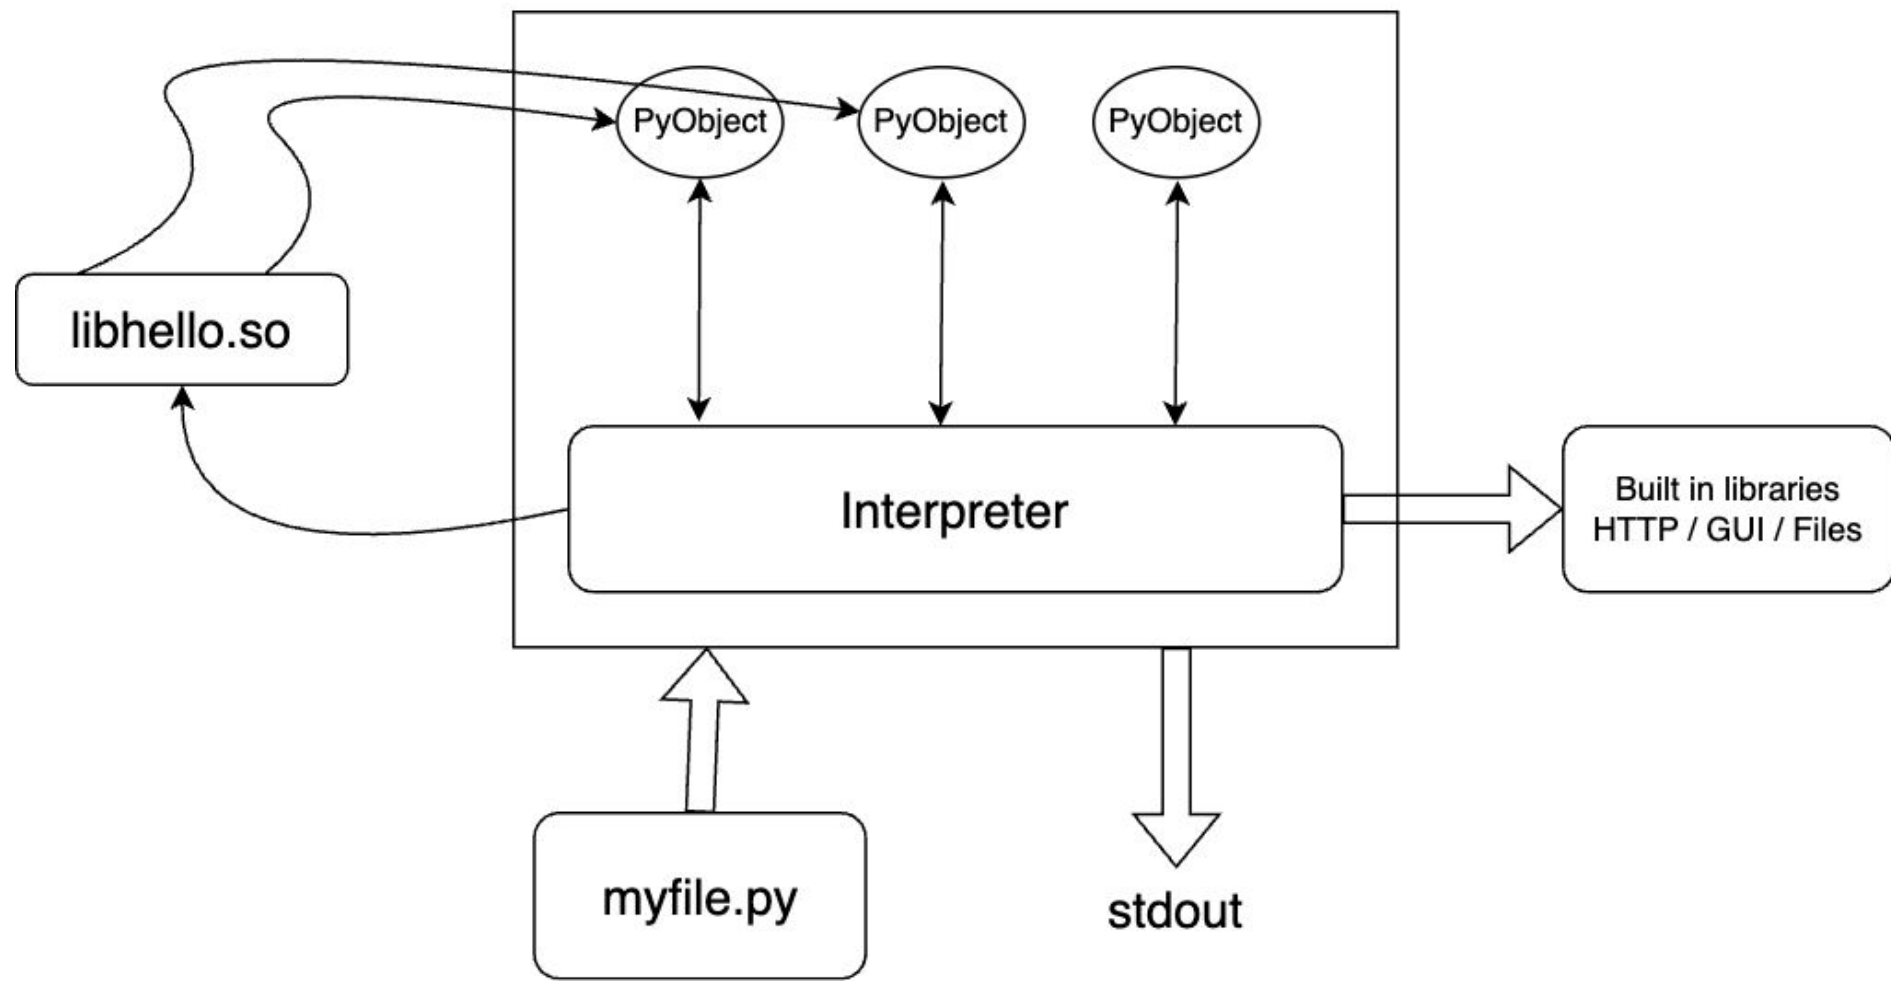 PyObject
PyObject
PyObject
libhello.so
Interpreter
Built in libraries
HTTP / GUI / Files
myfile.py
stdout